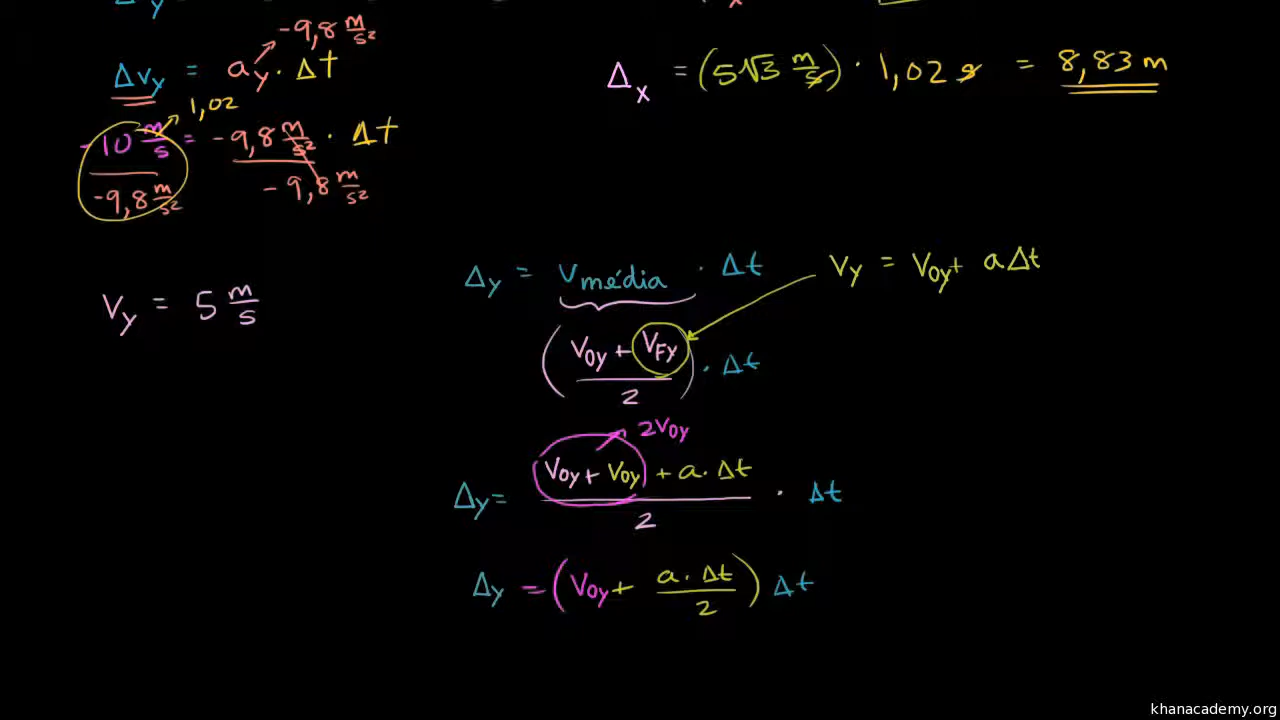 -9,8 m/s²
Δvy = ay · Δt
Δx = (5√3 m/s) · 1,02 s = 8,83 m
1,02
-10 m/s / -9,8 m/s² = -9,8 m/s² · Δt / -9,8 m/s²
Δy = Vmédia · Δt
Vy = Voy + aΔt
Vy = 5 m/s
(Voy + VFy / 2) · Δt
2Voy
Δy = Voy + Voy + a · Δt / 2 · Δt
Δy = (Voy + a · Δt / 2) Δt
khanacademy.org